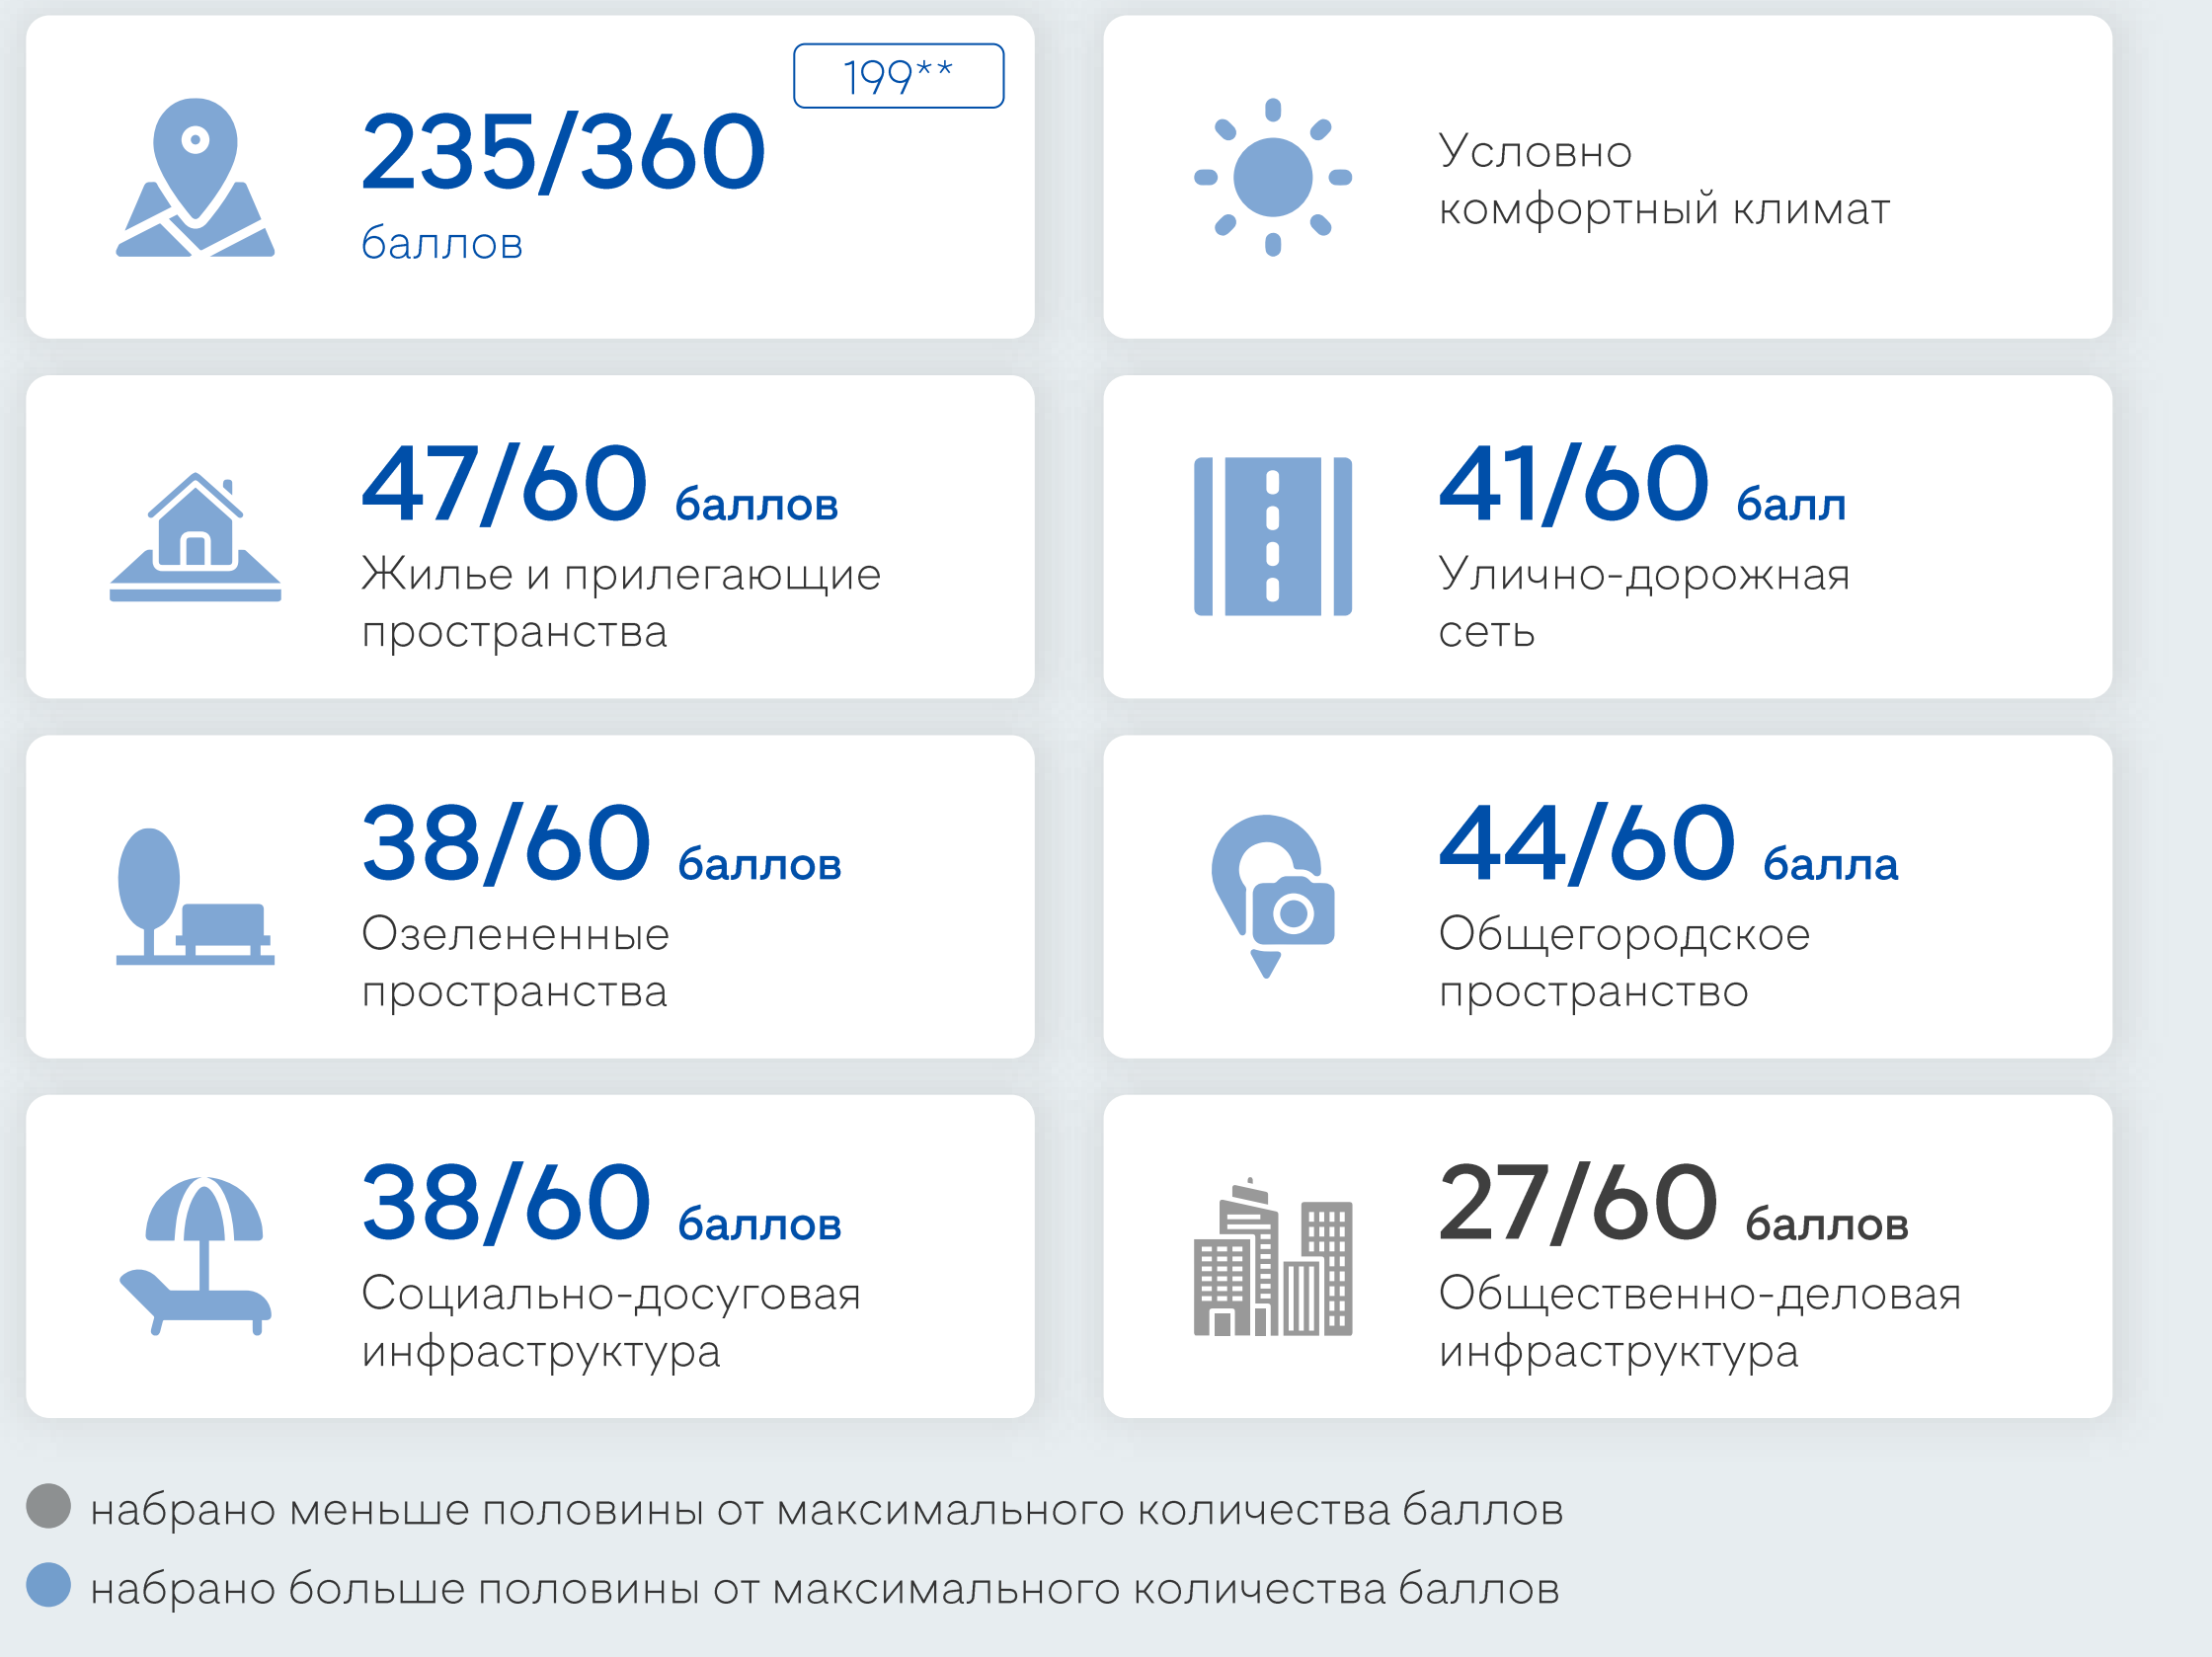 199**
235/360
баллов
Условно
комфортный климат
47/60 баллов
Жилье и прилегающие
пространства
41/60 балл
Улично-дорожная
сеть
38/60 баллов
Озелененные
пространства
44/60 балла
Общегородское
пространство
38/60 баллов
Социально-досуговая
инфраструктура
27/60 баллов
Общественно-деловая
инфраструктура
набрано меньше половины от максимального количества баллов
набрано больше половины от максимального количества баллов